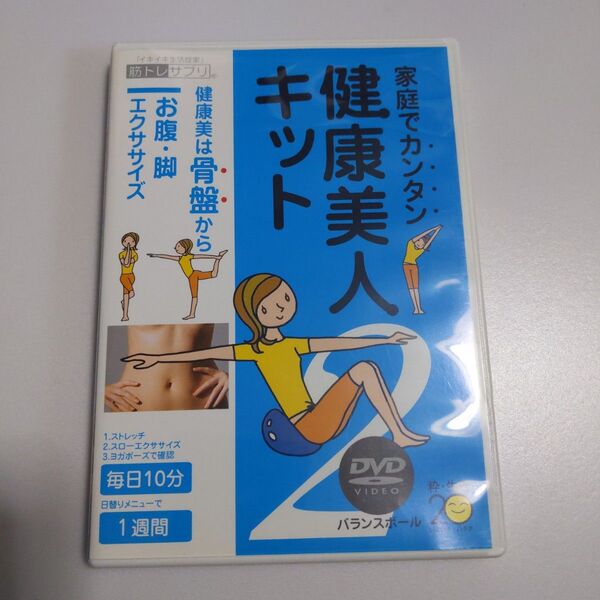 「イキイキ生活提案」
筋トレサプリ®
家庭でカンタン
健康美人
キット
2
健康美は骨盤から
お腹・脚
エクササイズ
1.ストレッチ
2.スローエクササイズ
3.ヨガポーズで確認
毎日10分
日替りメニューで
1週間
DVD
VIDEO
バランスボール